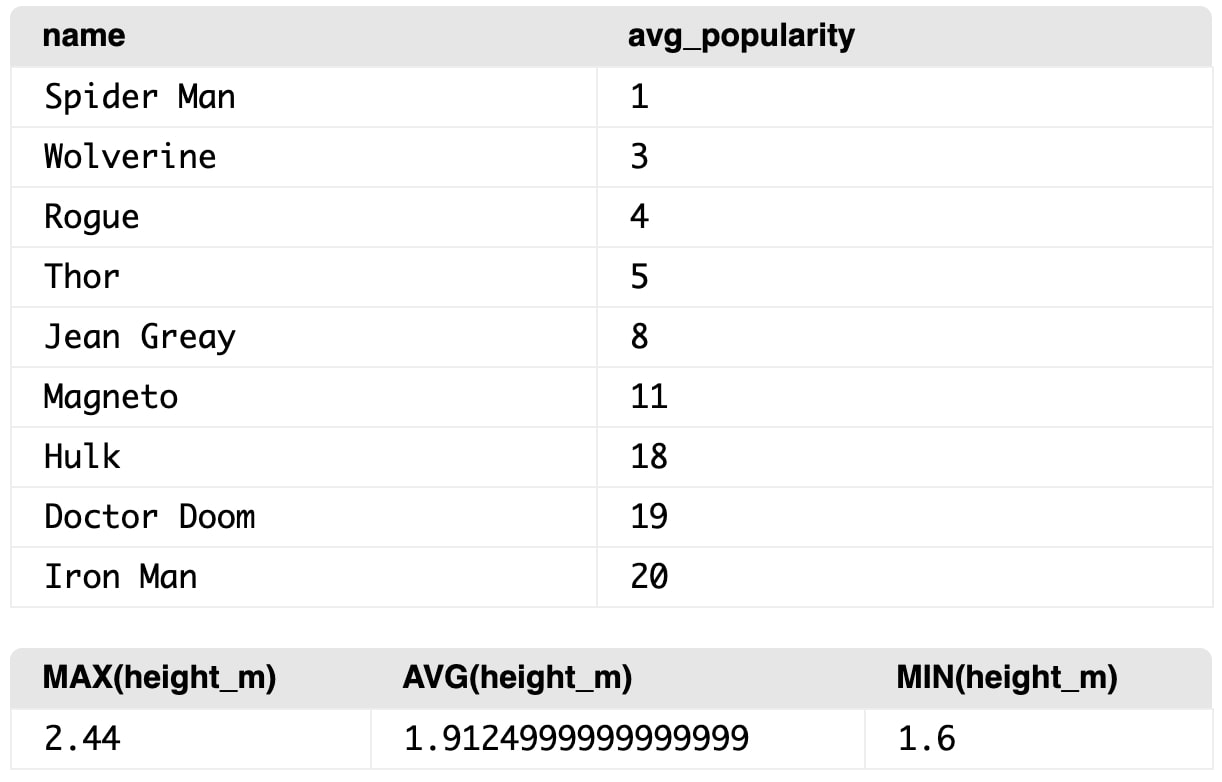 name avg_popularity
Spider Man 1
Wolverine 3
Rogue 4
Thor 5
Jean Greay 8
Magneto 11
Hulk 18
Doctor Doom 19
Iron Man 20
MAX(height_m) AVG(height_m) MIN(height_m)
2.44 1.9124999999999999 1.6